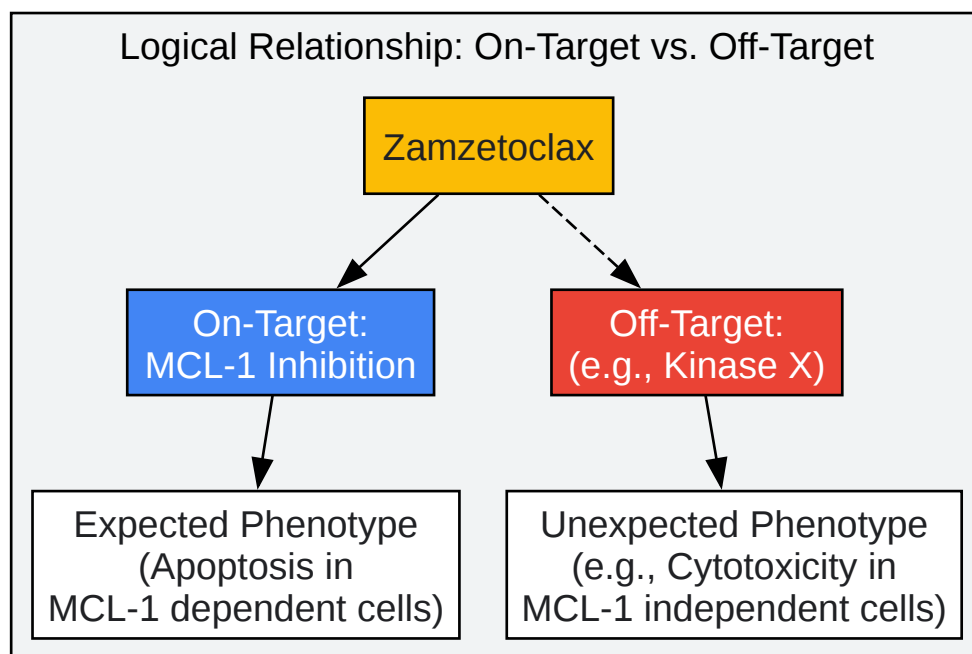 Logical Relationship: On-Target vs. Off-Target
Zamzetoclax
On-Target:
MCL-1 Inhibition
Off-Target:
(e.g., Kinase X)
Expected Phenotype
(Apoptosis in
MCL-1 dependent cells)
Unexpected Phenotype
(e.g., Cytotoxicity in
MCL-1 independent cells)